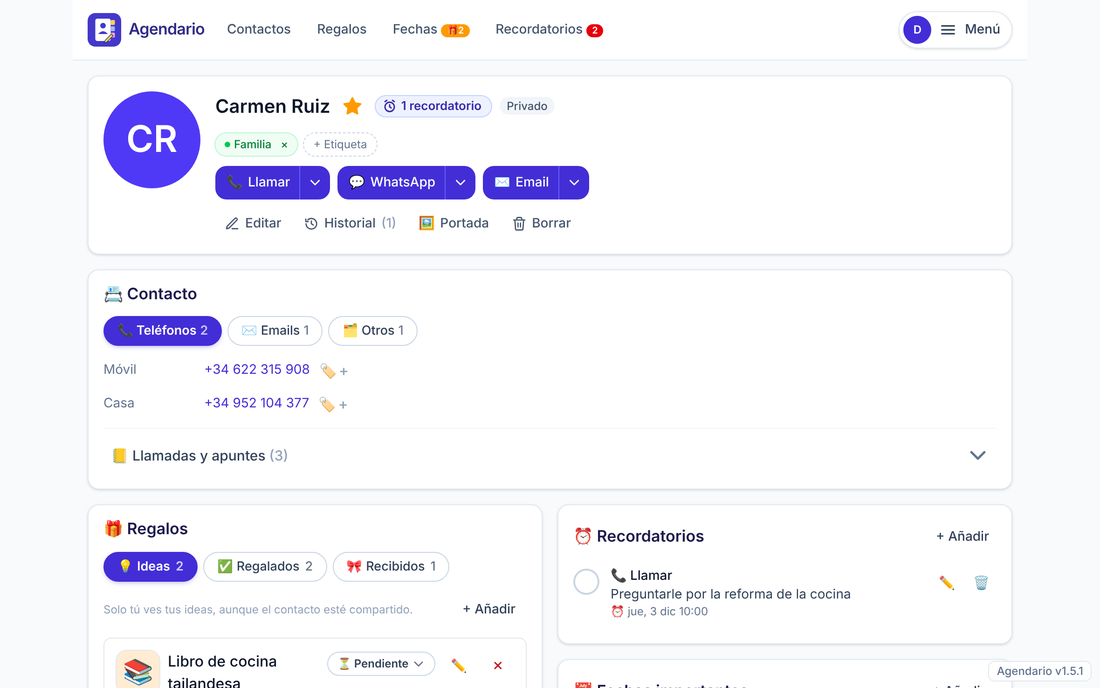 Agendario Contactos Regalos Fechas 🎁2 Recordatorios 2 D Menú
CR
Carmen Ruiz 1 recordatorio Privado
Familia × + Etiqueta
Llamar WhatsApp Email
Editar Historial (1) Portada Borrar
Contacto
Teléfonos 2 Emails 1 Otros 1
Móvil +34 622 315 908 +
Casa +34 952 104 377 +
Llamadas y apuntes (3)
Regalos
Ideas 2 Regalados 2 Recibidos 1
Solo tú ves tus ideas, aunque el contacto esté compartido. + Añadir
Libro de cocina
tailandesa
Pendiente
Recordatorios + Añadir
Llamar
Preguntarle por la reforma de la cocina
jue, 3 dic 10:00
Fechas importantes + Añadir
Agendario v1.5.1